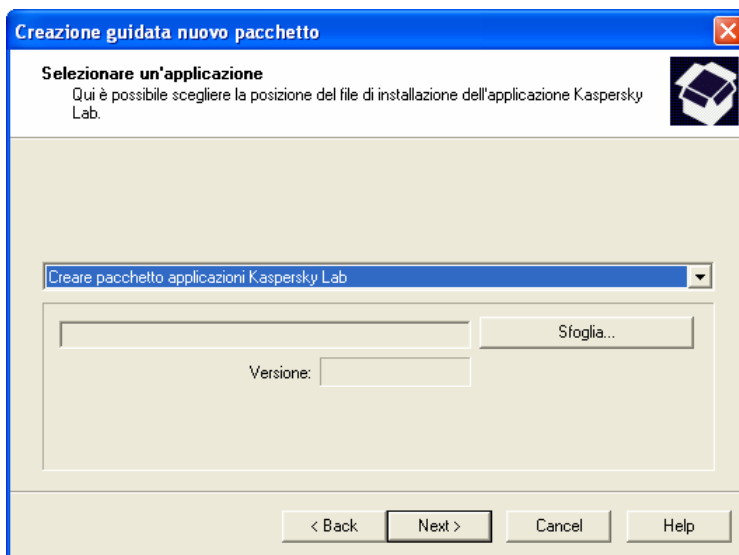 Creazione guidata nuovo pacchetto
Selezionare un'applicazione
Qui è possibile scegliere la posizione del file di installazione dell'applicazione Kaspersky
Lab.
Creare pacchetto applicazioni Kaspersky Lab
Sfoglia...
Versione:
< Back
Next >
Cancel
Help